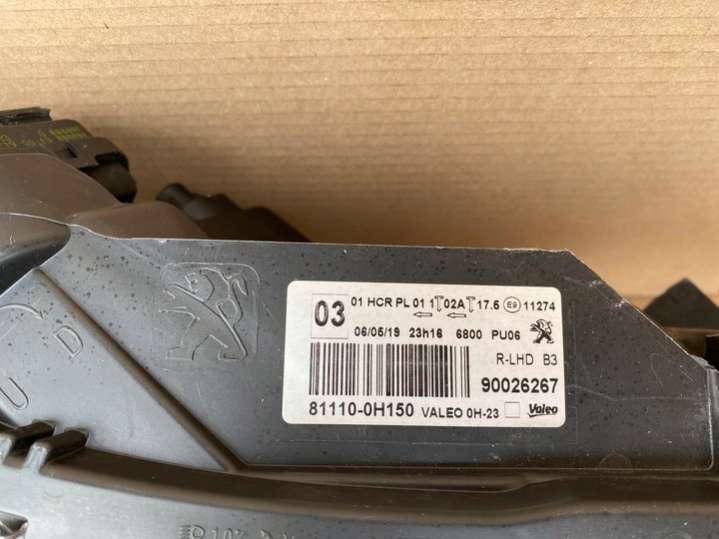 03
01 HCR PL 01 1 02A 17.5 E9 11274
06/05/19 23h16 6800 PU06
R-LHD B3
90026267
81110-0H150 VALEO 0H-23 Valeo
U D